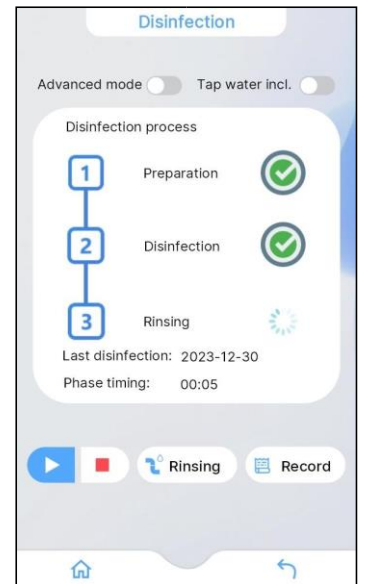 Disinfection
Advanced mode Tap water incl.
Disinfection process
1 Preparation
2 Disinfection
3 Rinsing
Last disinfection: 2023-12-30
Phase timing: 00:05
Rinsing Record